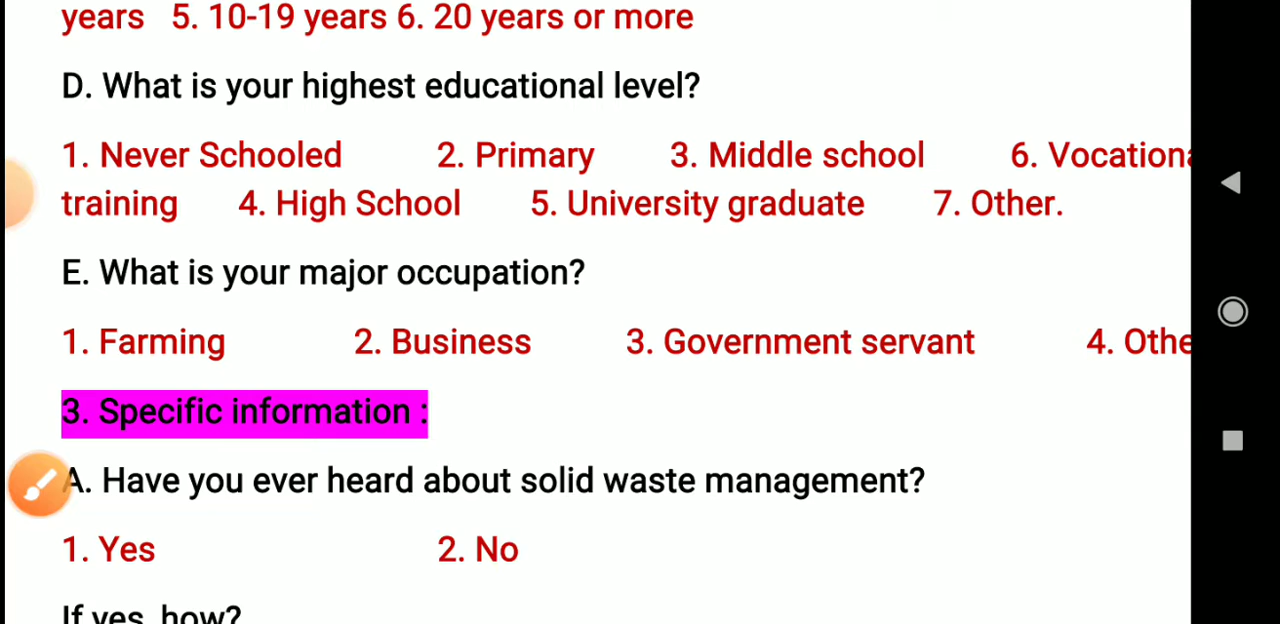 years 5. 10-19 years 6. 20 years or more
D. What is your highest educational level?
1. Never Schooled 2. Primary 3. Middle school 6.
training 4. High School 5. University graduate 7. Other.
E. What is your major occupation?
1. Farming 2. Business 3. Government servant 4.
3. Specific information :
A. Have you ever heard about solid waste management?
1. Yes 2. No
If yes, how?